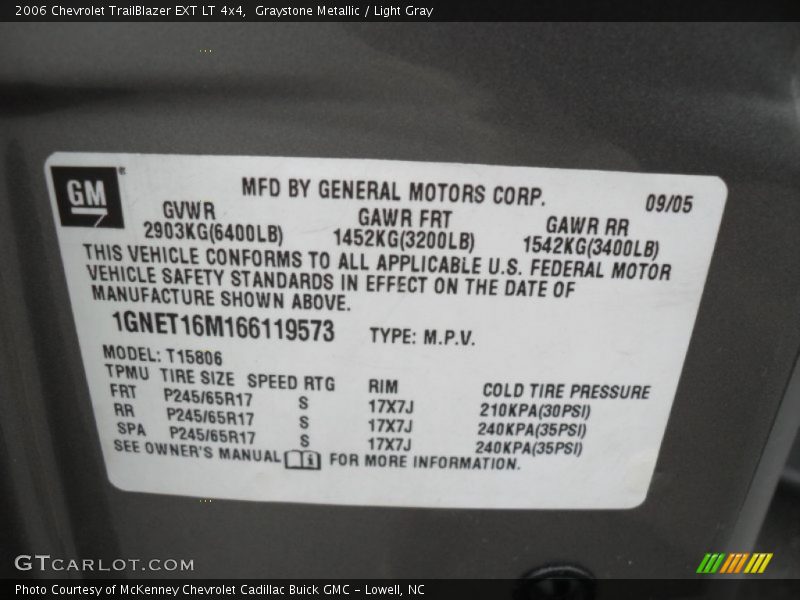 2006 Chevrolet TrailBlazer EXT LT 4x4,  Graystone Metallic / Light Gray
GM
MFD BY GENERAL MOTORS CORP. 09/05
GVWR GAWR FRT GAWR RR
2903KG(6400LB) 1452KG(3200LB) 1542KG(3400LB)
THIS VEHICLE CONFORMS TO ALL APPLICABLE U.S. FEDERAL MOTOR
VEHICLE SAFETY STANDARDS IN EFFECT ON THE DATE OF
MANUFACTURE SHOWN ABOVE.
1GNET16M166119573 TYPE: M.P.V.
MODEL: T15806
TPMU TIRE SIZE SPEED RTG RIM COLD TIRE PRESSURE
FRT P245/65R17 S 17X7J 210KPA(30PSI)
RR P245/65R17 S 17X7J 240KPA(35PSI)
SPA P245/65R17 S 17X7J 240KPA(35PSI)
SEE OWNER'S MANUAL FOR MORE INFORMATION.
GTCARLOT.COM
Photo Courtesy of McKenney Chevrolet Cadillac Buick GMC - Lowell, NC